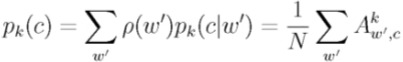 p_k(c) = \sum_{w'} \rho(w') p_k(c|w') = \frac{1}{N} \sum_{w'} A^k_{w',c}